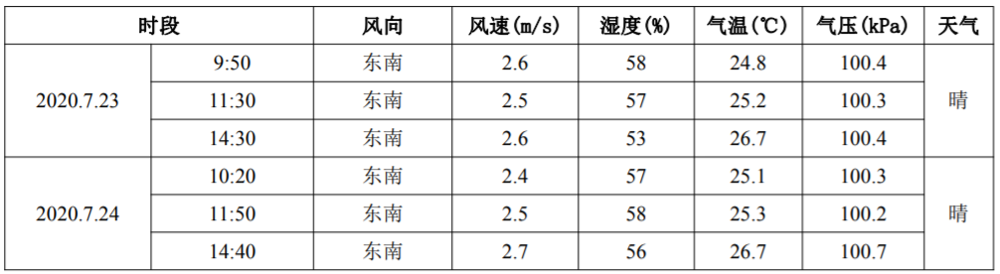 时段 风向 风速(m/s) 湿度(%) 气温(℃) 气压(kPa) 天气
2020.7.23 9:50 东南 2.6 58 24.8 100.4 晴
11:30 东南 2.5 57 25.2 100.3
14:30 东南 2.6 53 26.7 100.4
2020.7.24 10:20 东南 2.4 57 25.1 100.3 晴
11:50 东南 2.5 58 25.3 100.2
14:40 东南 2.7 56 26.7 100.7